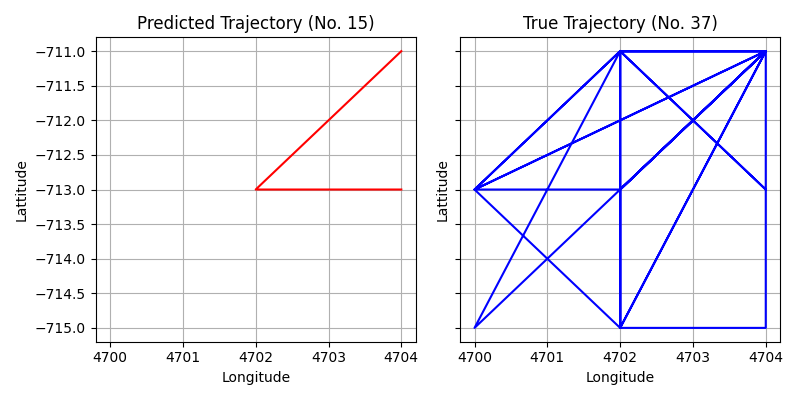 Predicted Trajectory (No. 15)
True Trajectory (No. 37)
−711.0
−711.5
−712.0
−712.5
−713.0
−713.5
−714.0
−714.5
−715.0
Lattitude
Lattitude
4700 4701 4702 4703 4704
4700 4701 4702 4703 4704
Longitude
Longitude